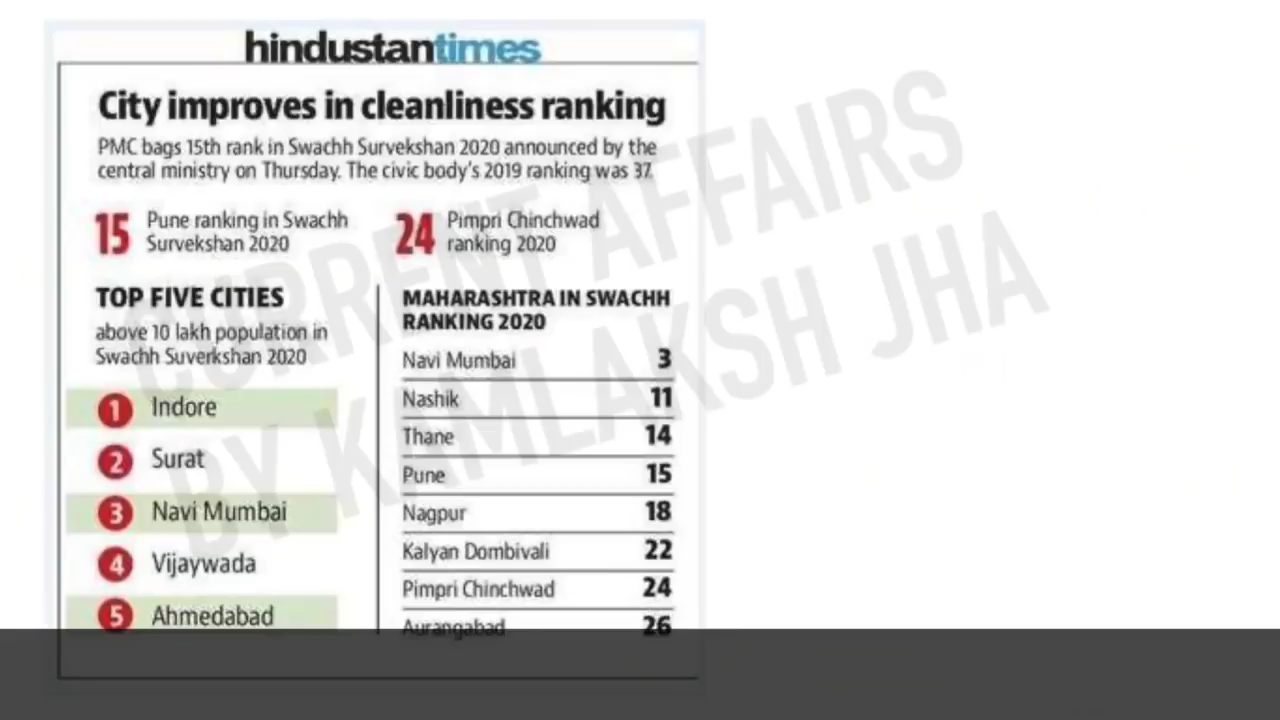 hindustantimes
City improves in cleanliness ranking
PMC bags 15th rank in Swachh Survekshan 2020 announced by the
central ministry on Thursday. The civic body's 2019 ranking was 37.
15 Pune ranking in Swachh
Survekshan 2020
24 Pimpri Chinchwad
ranking 2020
TOP FIVE CITIES
above 10 lakh population in
Swachh Suverkshan 2020
1 Indore
2 Surat
3 Navi Mumbai
4 Vijaywada
5 Ahmedabad
MAHARASHTRA IN SWACHH
RANKING 2020
Navi Mumbai 3
Nashik 11
Thane 14
Pune 15
Nagpur 18
Kalyan Dombivali 22
Pimpri Chinchwad 24
Aurangabad 26
CURRENT AFFAIRS
BY KAMLAKSH JHA